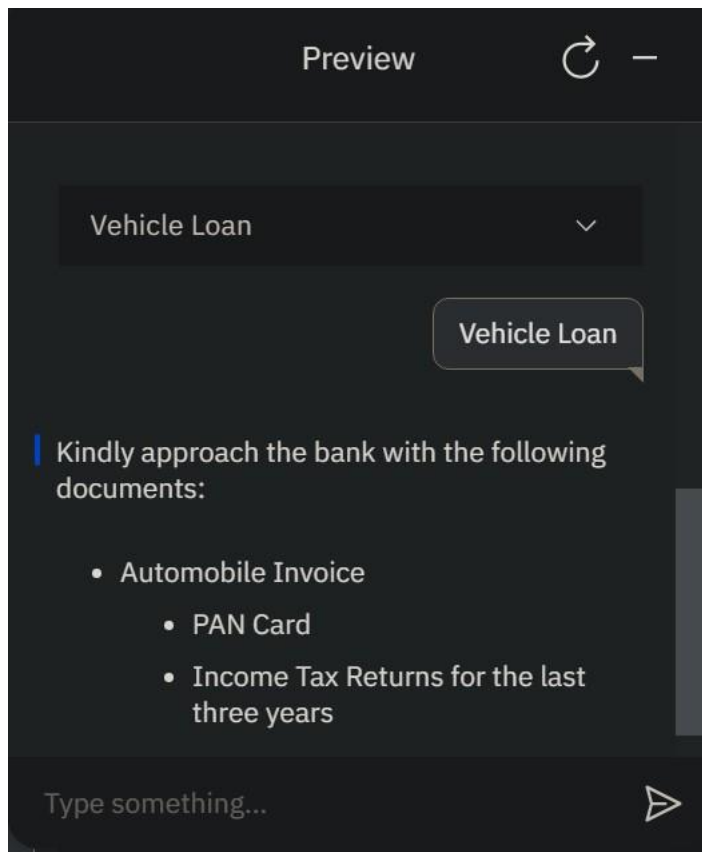 Preview
Vehicle Loan
Vehicle Loan
Kindly approach the bank with the following
documents:
• Automobile Invoice
• PAN Card
• Income Tax Returns for the last
three years
Type something...